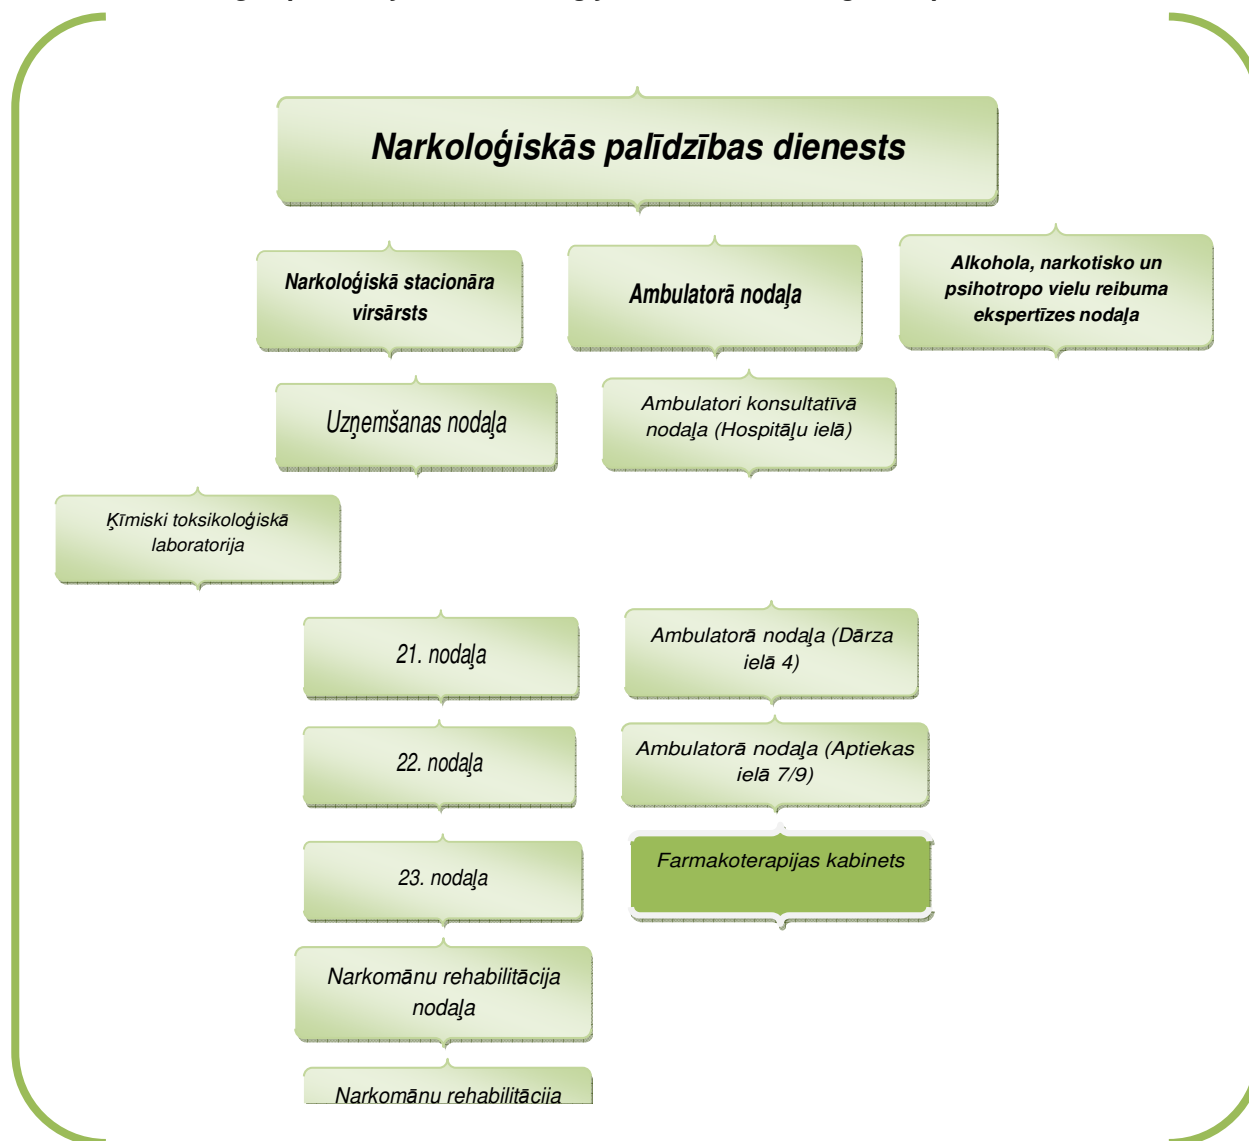 Narkoloģiskās palīdzības dienests
Narkoloģiskā stacionāra
virsārsts
Ambulatorā nodaļa
Alkohola, narkotisko un
psihotropo vielu reibuma
ekspertīzes nodaļa
Uzņemšanas nodaļa
Ambulatori konsultatīvā
nodaļa (Hospitāļu ielā)
Ķīmiski toksikoloģiskā
laboratorija
21. nodaļa
Ambulatorā nodaļa (Dārza
ielā 4)
22. nodaļa
Ambulatorā nodaļa (Aptiekas
ielā 7/9)
23. nodaļa
Farmakoterapijas kabinets
Narkomānu rehabilitācija
nodaļa
Narkomānu rehabilitācija